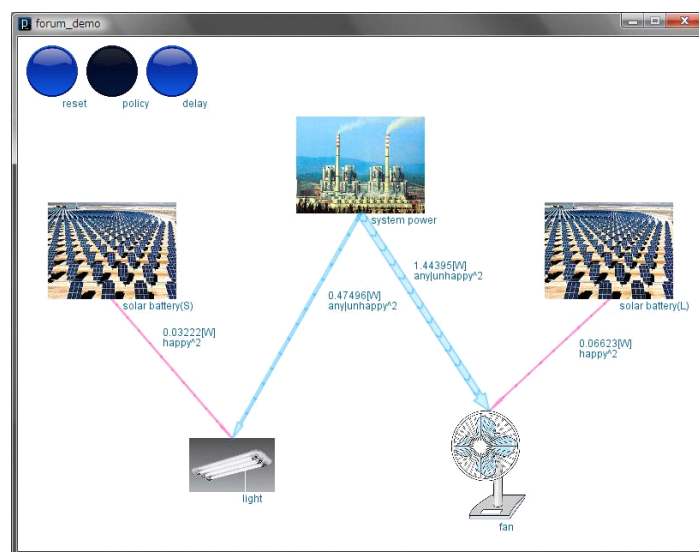 forum_demo
reset
policy
delay
system power
solar battery(S)
solar battery(L)
1.44395[W]
any|unhappy^2
0.47496[W]
any|unhappy^2
0.03222[W]
happy^2
0.06623[W]
happy^2
light
fan